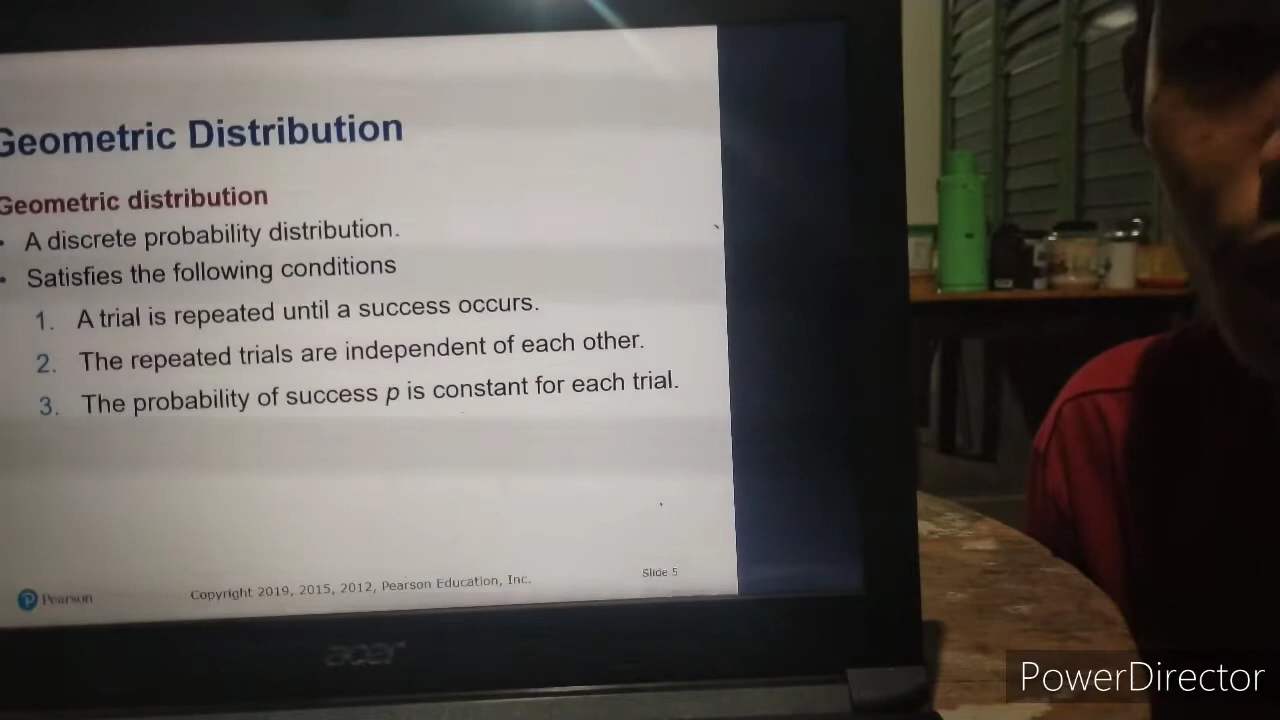 Geometric Distribution
Geometric distribution
• A discrete probability distribution.
• Satisfies the following conditions
1. A trial is repeated until a success occurs.
2. The repeated trials are independent of each other.
3. The probability of success p is constant for each trial.
P Pearson
Copyright 2019, 2015, 2012, Pearson Education, Inc.
Slide 5
acer
PowerDirector